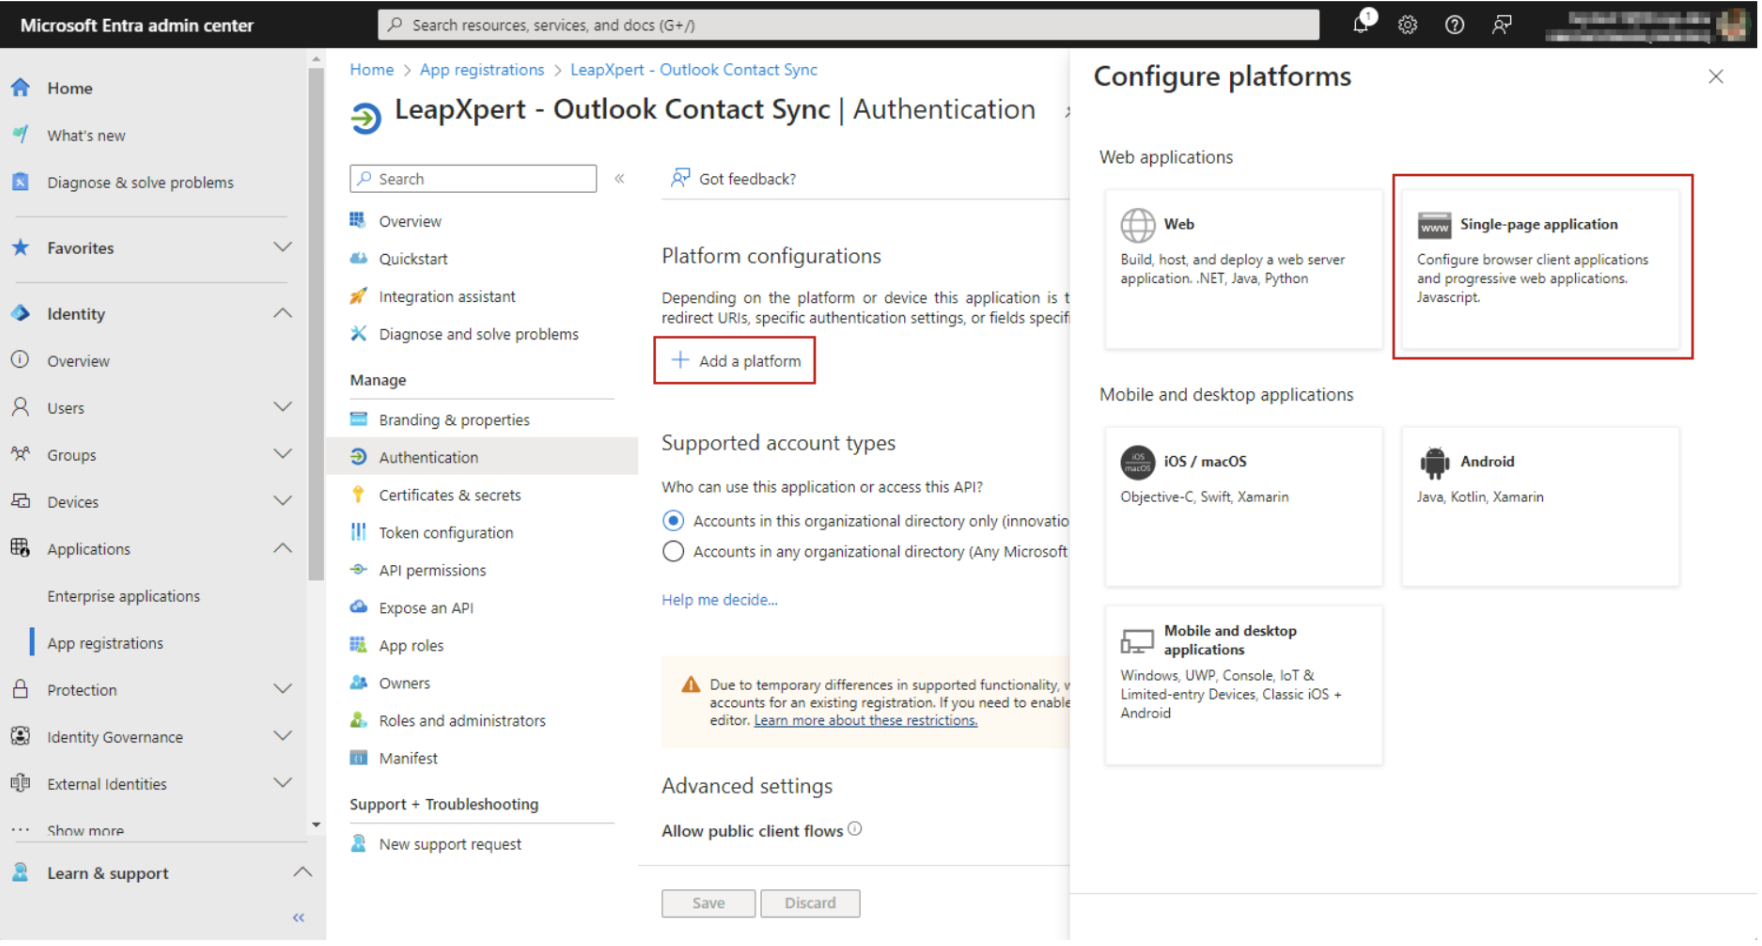 Microsoft Entra admin center
Search resources, services, and docs (G+/)
1
Home
What's new
Diagnose & solve problems
Favorites
Identity
Overview
Users
Groups
Devices
Applications
Enterprise applications
App registrations
Protection
Identity Governance
External Identities
Show more
Learn & support
Home > App registrations > LeapXpert - Outlook Contact Sync
LeapXpert - Outlook Contact Sync | Authentication
Search
Overview
Quickstart
Integration assistant
Diagnose and solve problems
Manage
Branding & properties
Authentication
Certificates & secrets
Token configuration
API permissions
Expose an API
App roles
Owners
Roles and administrators
Manifest
Support + Troubleshooting
New support request
Got feedback?
Platform configurations
Depending on the platform or device this application is t
redirect URIs, specific authentication settings, or fields specif
Add a platform
Supported account types
Who can use this application or access this API?
Accounts in this organizational directory only (innovatio
Accounts in any organizational directory (Any Microsoft
Help me decide...
Due to temporary differences in supported functionality, w
accounts for an existing registration. If you need to enable
editor. Learn more about these restrictions.
Advanced settings
Allow public client flows
Save
Discard
Configure platforms
Web applications
Web
Build, host, and deploy a web server
application. .NET, Java, Python
www
Single-page application
Configure browser client applications
and progressive web applications.
Javascript.
Mobile and desktop applications
iOS
macOS
iOS / macOS
Objective-C, Swift, Xamarin
Android
Java, Kotlin, Xamarin
Mobile and desktop
applications
Windows, UWP, Console, IoT &
Limited-entry Devices, Classic iOS +
Android